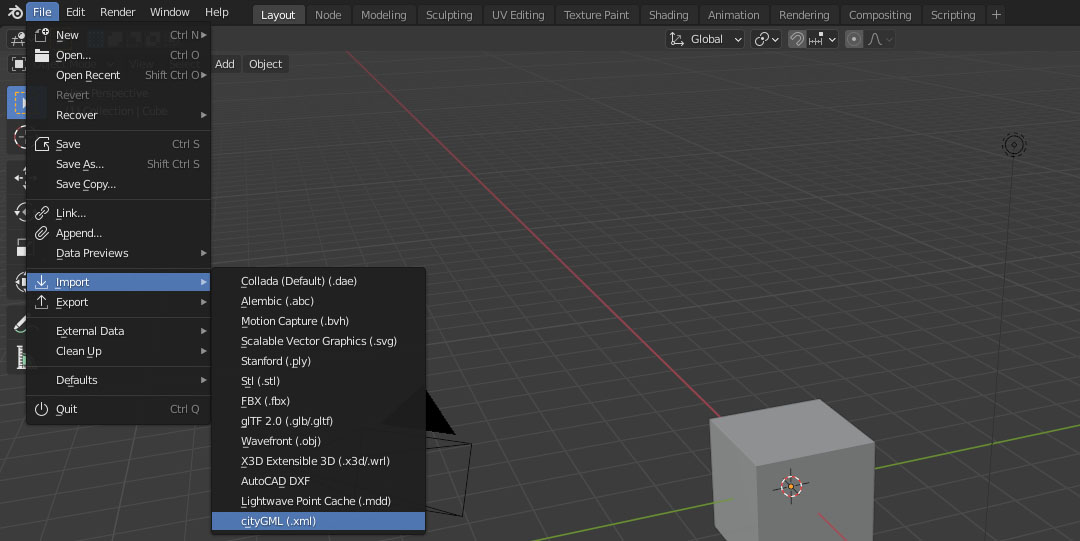 File Edit Render Window Help Layout Node Modeling Sculpting UV Editing Texture Paint Shading Animation Rendering Compositing Scripting +
New Ctrl N
Global
Open... Ctrl O
Add Object
Open Recent Shift Ctrl O
Revert
Perspective
Recover
Collection | Cube
Save Ctrl S
Save As... Shift Ctrl S
Save Copy...
Link...
Append...
Data Previews
Import
Export
External Data
Clean Up
Defaults
Quit Ctrl Q
Collada (Default) (.dae)
Alembic (.abc)
Motion Capture (.bvh)
Scalable Vector Graphics (.svg)
Stanford (.ply)
Stl (.stl)
FBX (.fbx)
glTF 2.0 (.glb/.gltf)
Wavefront (.obj)
X3D Extensible 3D (.x3d/.wrl)
AutoCAD DXF
Lightwave Point Cache (.mdd)
cityGML (.xml)